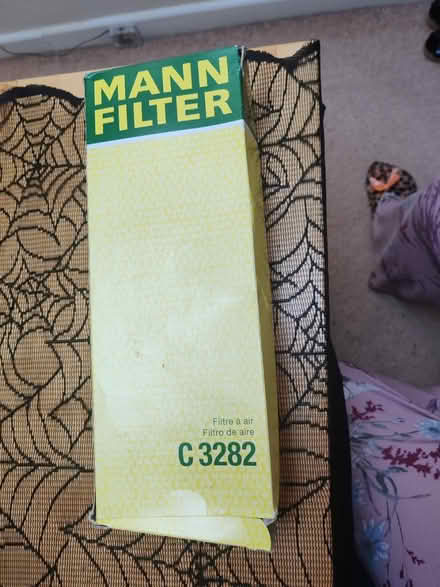 MANN
FILTER
Filtre à air
Filtro de aire
C 3282